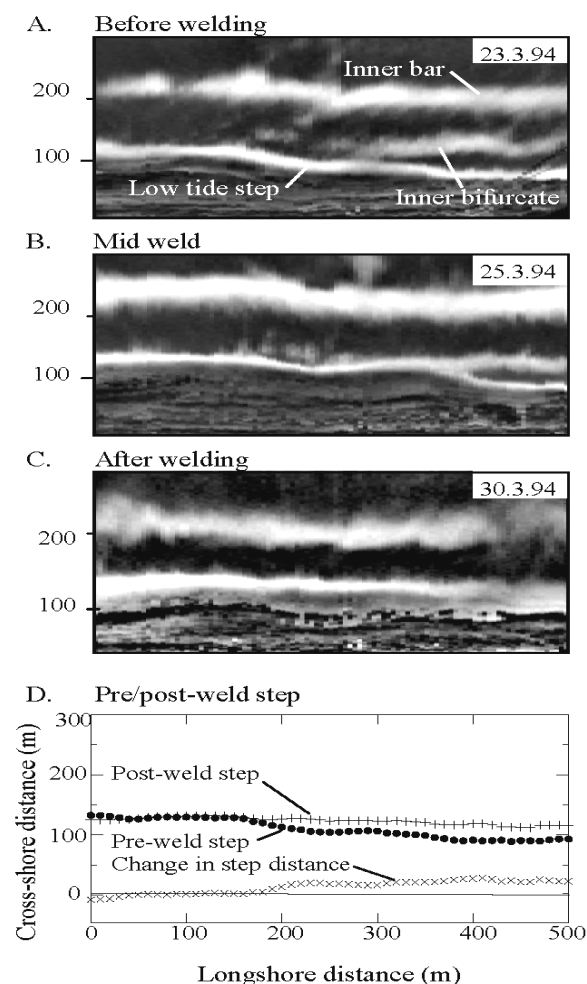 A. Before welding
23.3.94
Inner bar
200
100
Low tide step
Inner bifurcate
B. Mid weld
25.3.94
200
100
C. After welding
30.3.94
200
100
D. Pre/post-weld step
300
200
100
0
Cross-shore distance (m)
Post-weld step
Pre-weld step
Change in step distance
0 100 200 300 400 500
Longshore distance (m)